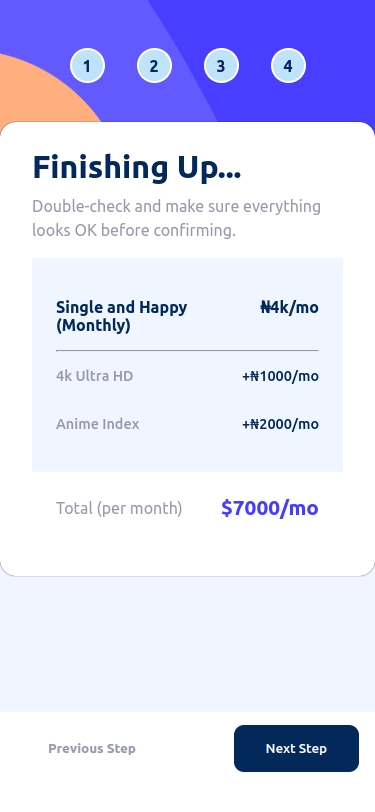 1 2 3 4
Finishing Up...
Double-check and make sure everything
looks OK before confirming.
Single and Happy ₦4k/mo
(Monthly)
4k Ultra HD +₦1000/mo
Anime Index +₦2000/mo
Total (per month) $7000/mo
Previous Step Next Step